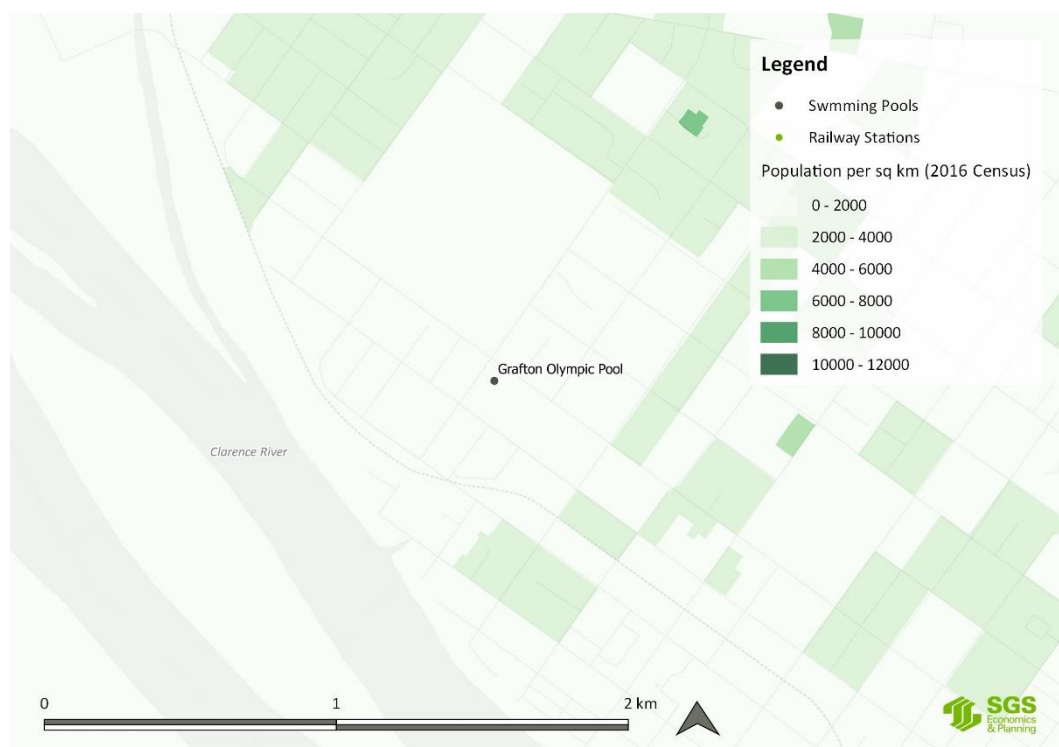 Legend
Swmming Pools
Railway Stations
Population per sq km (2016 Census)
0 - 2000
2000 - 4000
4000 - 6000
6000 - 8000
8000 - 10000
10000 - 12000
Grafton Olympic Pool
Clarence River
0 1 2 km
SGS
Economics
& Planning